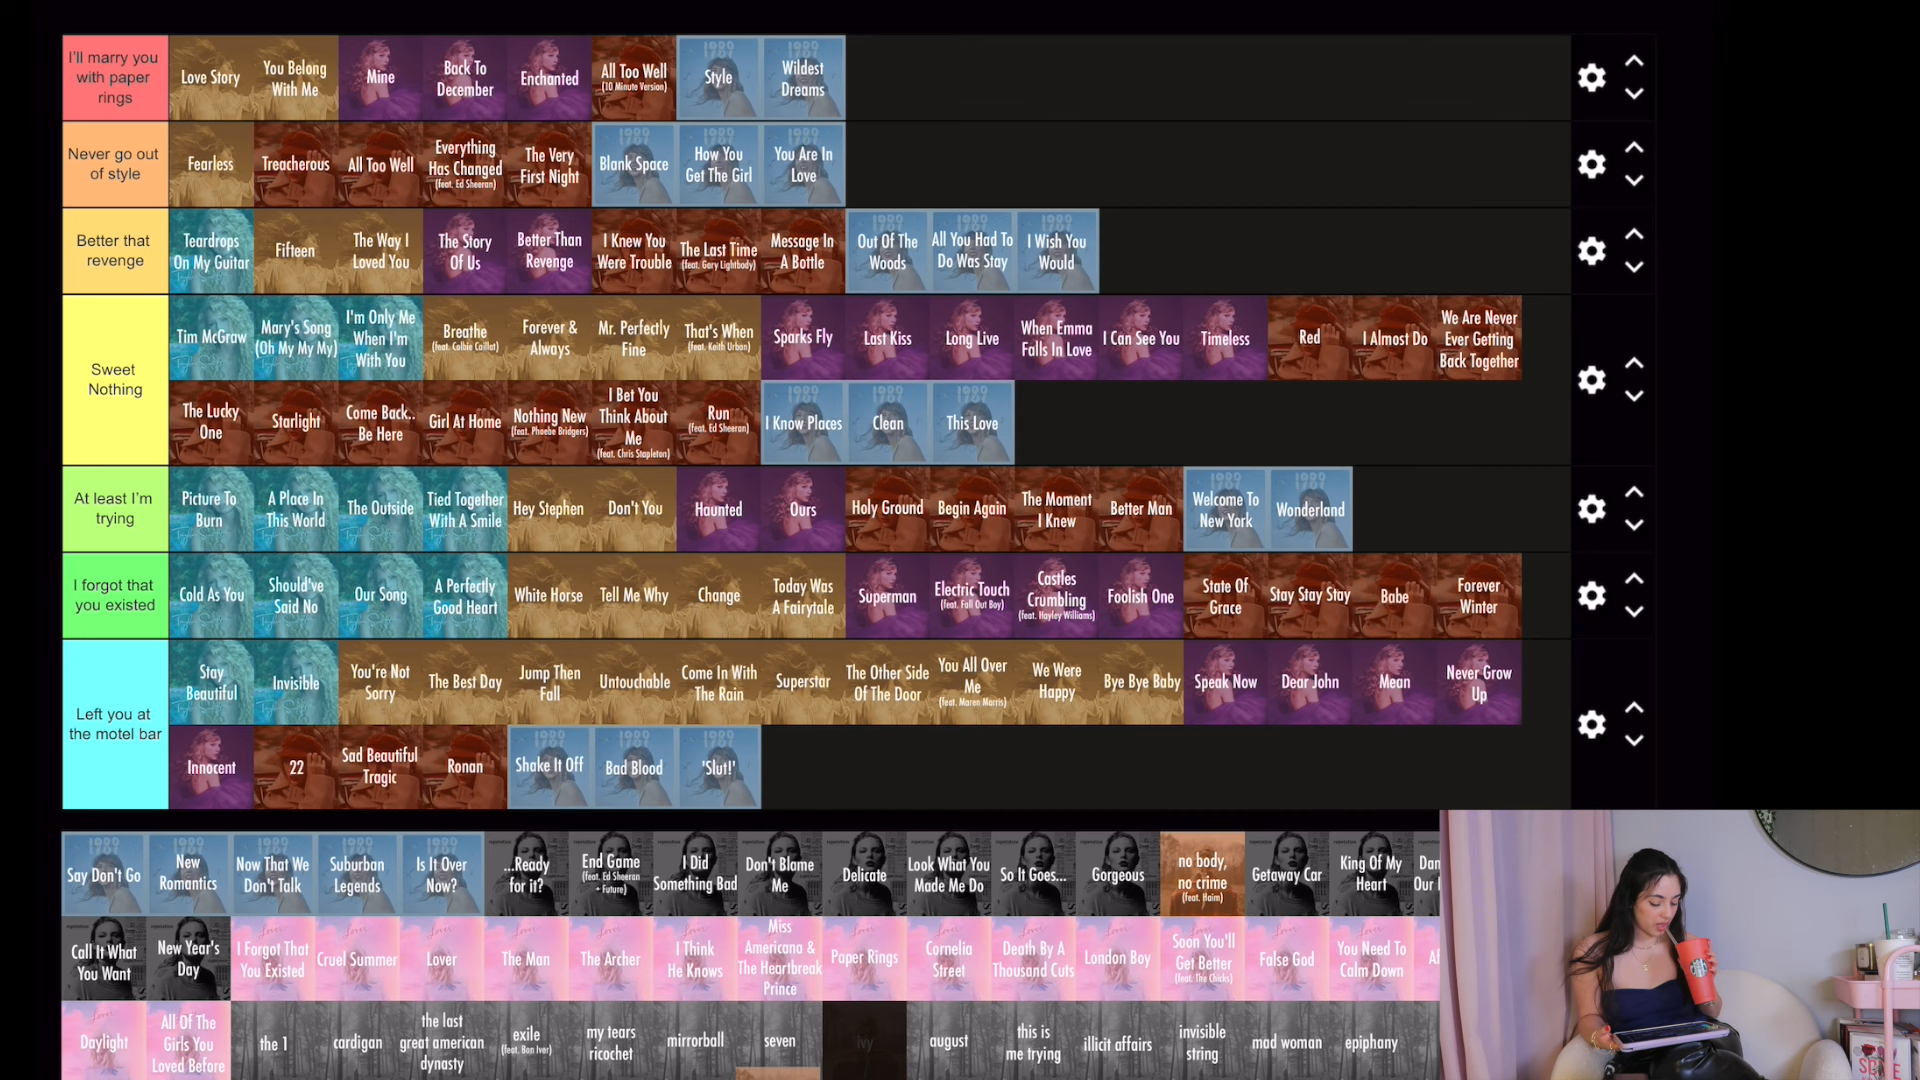 I'll marry you
with paper
rings
Love Story
You Belong
With Me
Mine
Back To
December
Enchanted
All Too Well
(10 Minute Version)
Style
Wildest
Dreams
Never go out
of style
Fearless
Treacherous
All Too Well
Everything
Has Changed
(feat. Ed Sheeran)
The Very
First Night
Blank Space
How You
Get The Girl
You Are In
Love
Better that
revenge
Teardrops
On My Guitar
Fifteen
The Way I
Loved You
The Story
Of Us
Better Than
Revenge
I Knew You
Were Trouble
The Last Time
(feat. Gary Lightbody)
Message In
A Bottle
Out Of The
Woods
All You Had To
Do Was Stay
I Wish You
Would
Sweet
Nothing
Tim McGraw
Mary's Song
(Oh My My My)
I'm Only Me
When I'm
With You
Breathe
(feat. Colbie Caillat)
Forever &
Always
Mr. Perfectly
Fine
That's When
(feat. Keith Urban)
Sparks Fly
Last Kiss
Long Live
When Emma
Falls In Love
I Can See You
Timeless
Red
I Almost Do
We Are Never
Ever Getting
Back Together
The Lucky
One
Starlight
Come Back..
Be Here
Girl At Home
Nothing New
(feat. Phoebe Bridgers)
I Bet You
Think About
Me
(feat. Chris Stapleton)
Run
(feat. Ed Sheeran)
I Know Places
Clean
This Love
At least I'm
trying
Picture To
Burn
A Place In
This World
The Outside
Tied Together
With A Smile
Hey Stephen
Don't You
Haunted
Ours
Holy Ground
Begin Again
The Moment
I Knew
Better Man
Welcome To
New York
Wonderland
I forgot that
you existed
Cold As You
Should've
Said No
Our Song
A Perfectly
Good Heart
White Horse
Tell Me Why
Change
Today Was
A Fairytale
Superman
Electric Touch
(feat. Fall Out Boy)
Castles
Crumbling
(feat. Hayley Williams)
Foolish One
State Of
Grace
Stay Stay Stay
Babe
Forever
Winter
Left you at
the motel bar
Stay
Beautiful
Invisible
You're Not
Sorry
The Best Day
Jump Then
Fall
Untouchable
Come In With
The Rain
Superstar
The Other Side
Of The Door
You All Over
Me
(feat. Maren Morris)
We Were
Happy
Bye Bye Baby
Speak Now
Dear John
Mean
Never Grow
Up
Innocent
22
Sad Beautiful
Tragic
Ronan
Shake It Off
Bad Blood
'Slut!'
Say Don't Go
New
Romantics
Now That We
Don't Talk
Suburban
Legends
Is It Over
Now?
...Ready
for it?
End Game
(feat. Ed Sheeran
+ Future)
I Did
Something Bad
Don't Blame
Me
Delicate
Look What You
Made Me Do
So It Goes...
Gorgeous
no body,
no crime
(feat. Haim)
Getaway Car
King Of My
Heart
Dan
Our
Call It What
You Want
New Year's
Day
I Forgot That
You Existed
Cruel Summer
Lover
The Man
The Archer
I Think
He Knows
Miss
Americana &
The Heartbreak
Prince
Paper Rings
Cornelia
Street
Death By A
Thousand Cuts
London Boy
Soon You'll
Get Better
(feat. The Chicks)
False God
You Need To
Calm Down
Daylight
All Of The
Girls You
Loved Before
the 1
cardigan
the last
great american
dynasty
exile
(feat. Bon Iver)
my tears
ricochet
mirrorball
seven
ivy
august
this is
me trying
illicit affairs
invisible
string
mad woman
epiphany